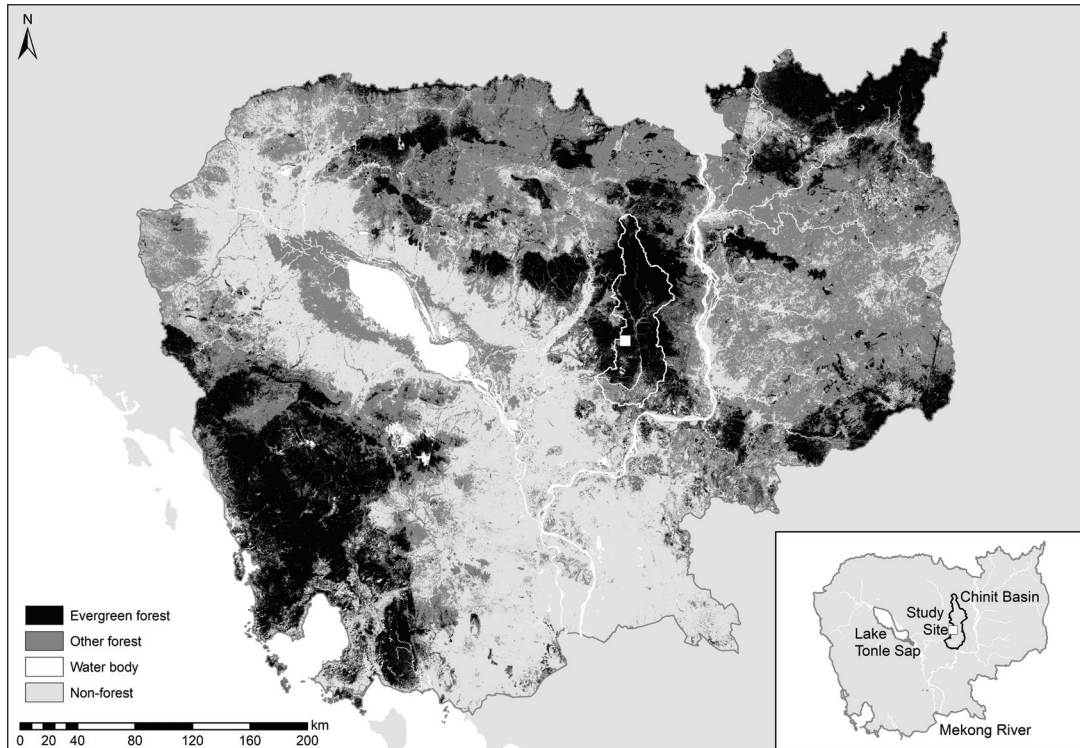 N
Evergreen forest
Other forest
Water body
Non-forest
km
0 20 40 80 120 160 200
Chinit Basin
Study
Site
Lake
Tonle Sap
Mekong River